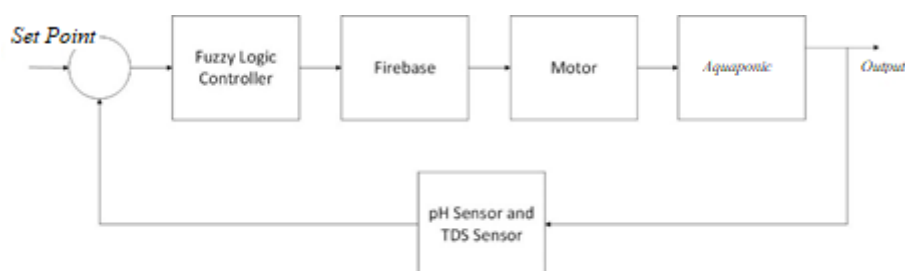 Set Point
Fuzzy Logic
Controller
Firebase
Motor
Aquaponic
Output
pH Sensor and
TDS Sensor